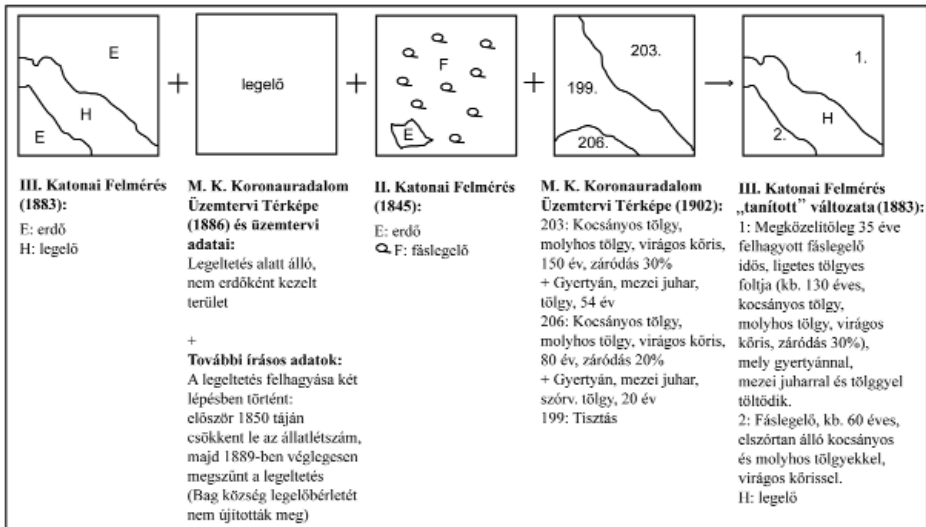 E
H
E
+
legelő
+
F
E
+
203.
199.
206.
→
1.
H
2.
III. Katonai Felmérés
(1883):
E: erdő
H: legelő
M. K. Koronauradalom
Üzemtervi Térképe
(1886) és üzemtervi
adatai:
Legeltetés alatt álló,
nem erdőként kezelt
terület
+
További írásos adatok:
A legeltetés felhagyása két
lépésben történt:
először 1850 táján
csökkent le az állatlétszám,
majd 1889-ben véglegesen
megszűnt a legeltetés
(Bag község legelőbérletét
nem újították meg)
II. Katonai Felmérés
(1845):
E: erdő
F: fáslegelő
M. K. Koronauradalom
Üzemtervi Térképe (1902):
203: Kocsányos tölgy,
molyhos tölgy, virágos kőris,
150 év, záródás 30%
+ Gyertyán, mezei juhar,
tölgy, 54 év
206: Kocsányos tölgy,
molyhos tölgy, virágos kőris,
80 év, záródás 20%
+ Gyertyán, mezei juhar,
szórv. tölgy, 20 év
199: Tisztás
III. Katonai Felmérés
„tanított” változata (1883):
1: Megközelitőleg 35 éve
felhagyott fáslegelő
idős, ligetes tölgyes
foltja (kb. 130 éves,
kocsányos tölgy,
molyhos tölgy, virágos
kőris, záródás 30%),
mely gyertyánnal,
mezei juharral és tölggyel
töltődik.
2: Fáslegelő, kb. 60 éves,
elszórtan álló kocsányos
és molyhos tölgyekkel,
virágos kőrissel.
H: legelő